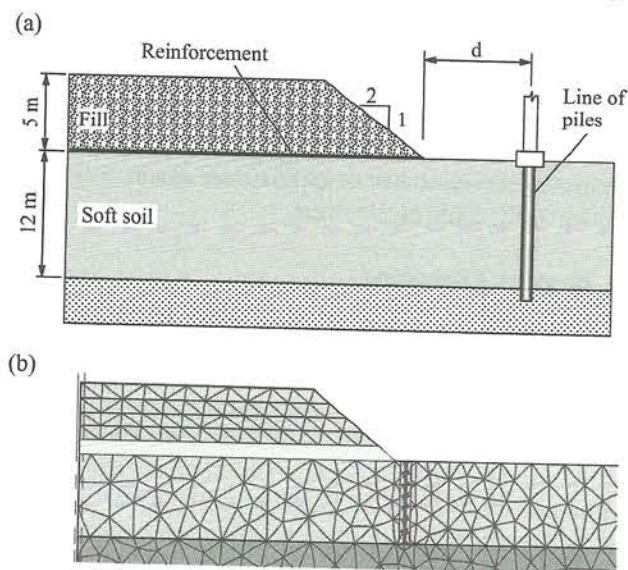 (a)
d
Reinforcement
2
1
Line of
piles
5 m
Fill
12 m
Soft soil
(b)